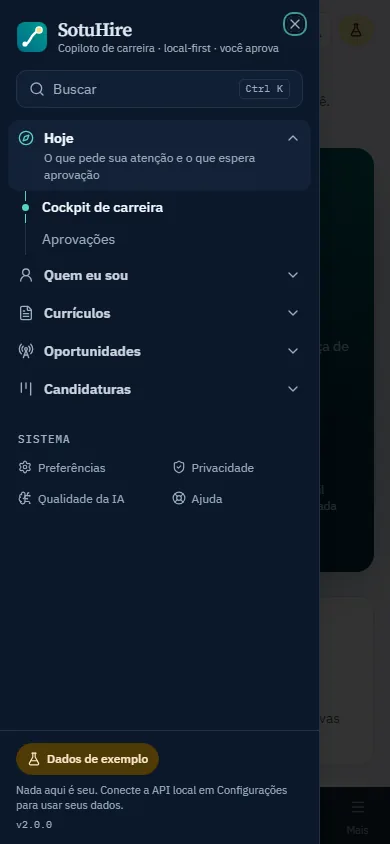 SotuHire
Copiloto de carreira · local-first · você aprova
Buscar
Ctrl K
Hoje
O que pede sua atenção e o que espera
aprovação
Cockpit de carreira
Aprovações
Quem eu sou
Currículos
Oportunidades
Candidaturas
SISTEMA
Preferências
Privacidade
Qualidade da IA
Ajuda
Dados de exemplo
Nada aqui é seu. Conecte a API local em Configurações
para usar seus dados.
v2.0.0
Mais